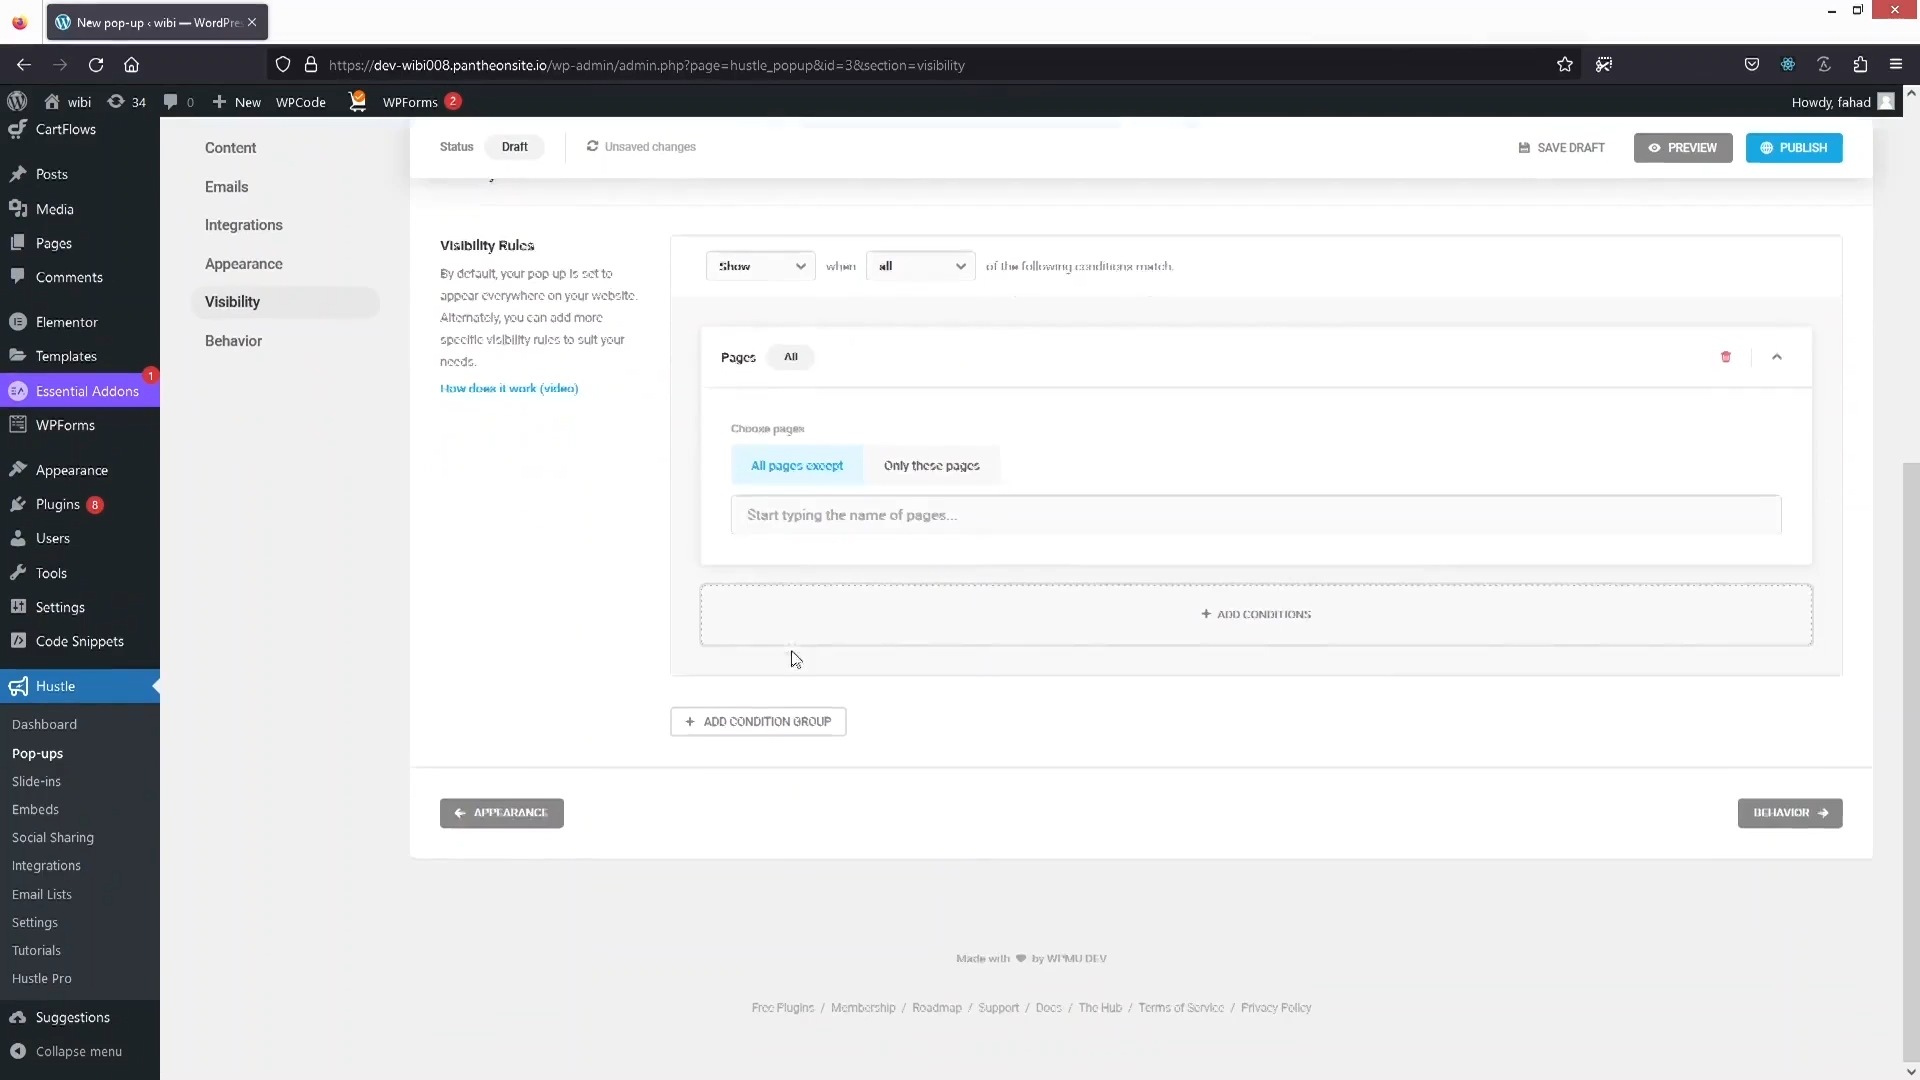 New pop-up ‹ wibi — WordPre
https://dev-wibi008.pantheonsite.io/wp-admin/admin.php?page=hustle_popup&id=3&section=visibility
wibi 34 0 New WPCode WPForms 2 Howdy, fahad
CartFlows
Posts
Media
Pages
Comments
Elementor
Templates
Essential Addons 1
WPForms
Appearance
Plugins 8
Users
Tools
Settings
Code Snippets
Hustle
Dashboard
Pop-ups
Slide-ins
Embeds
Social Sharing
Integrations
Email Lists
Settings
Tutorials
Hustle Pro
Suggestions
Collapse menu
Content
Emails
Integrations
Appearance
Visibility
Behavior
Status Draft Unsaved changes SAVE DRAFT PREVIEW PUBLISH
Visibility Rules
By default, your pop up is set to
appear everywhere on your website.
Alternately, you can add more
specific visibility rules to suit your
needs.
How does it work (video)
Show when all of the following conditions match.
Pages All
Choose pages
All pages except Only these pages
Start typing the name of pages...
+ ADD CONDITIONS
+ ADD CONDITION GROUP
← APPEARANCE
BEHAVIOR →
Made with ♥ by WPMU DEV
Free Plugins / Membership / Roadmap / Support / Docs / The Hub / Terms of Service / Privacy Policy